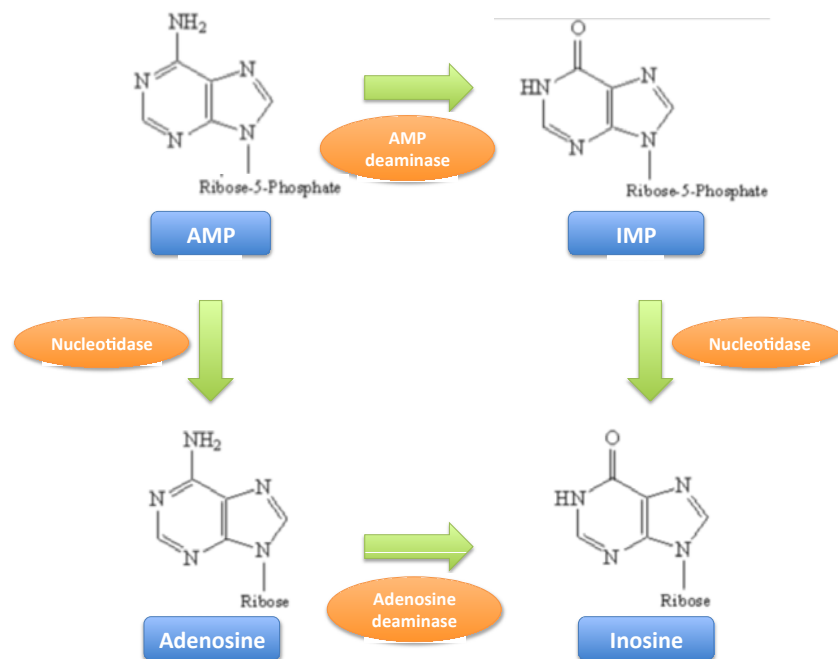 NH2
N
N
N
N
Ribose-5-Phosphate
AMP
AMP
deaminase
O
HN
N
N
N
Ribose-5-Phosphate
IMP
Nucleotidase
Nucleotidase
NH2
N
N
N
N
Ribose
Adenosine
Adenosine
deaminase
O
HN
N
N
N
Ribose
Inosine